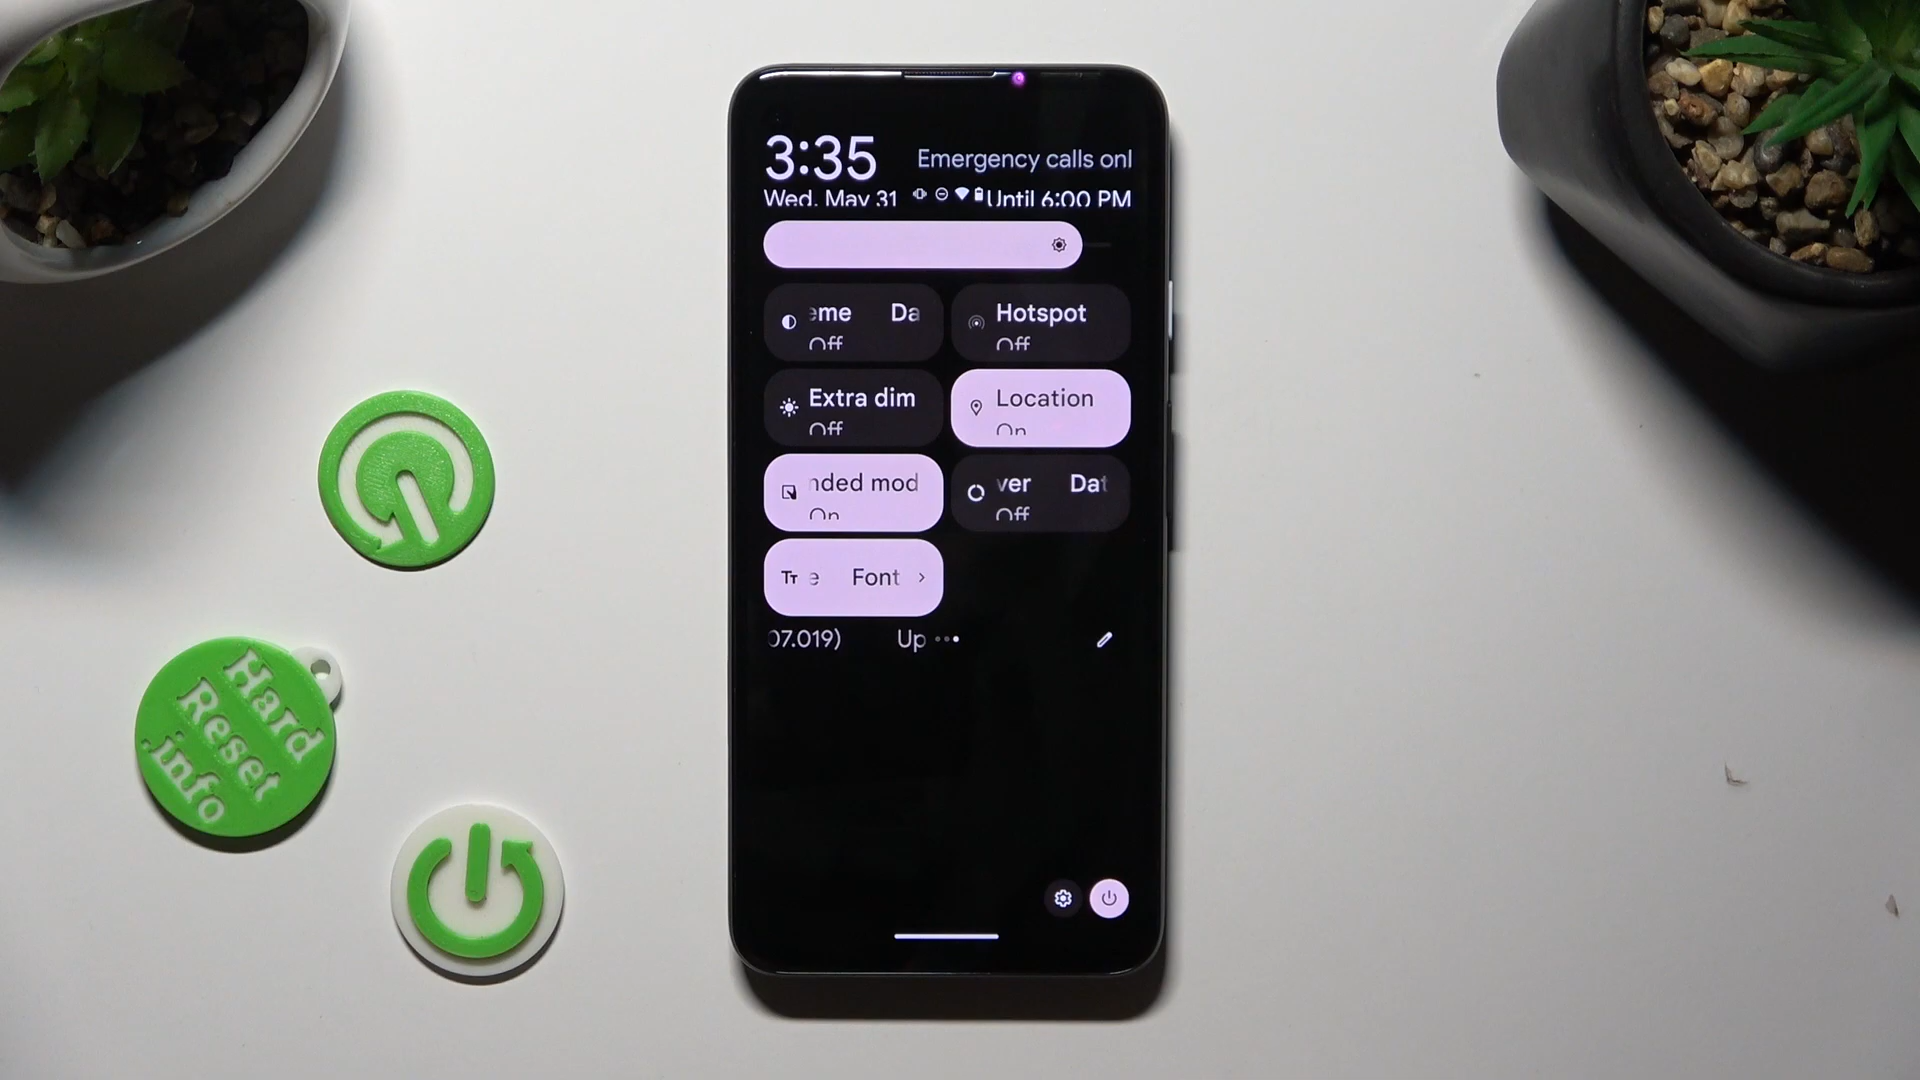 3:35
Emergency calls onl
Wed, May 31
Until 6:00 PM
eme Da
Off
Hotspot
Off
Extra dim
Off
Location
On
nded mod
On
ver Dat
Off
Tт e Font
07.019) Up
Hard
Reset
.info